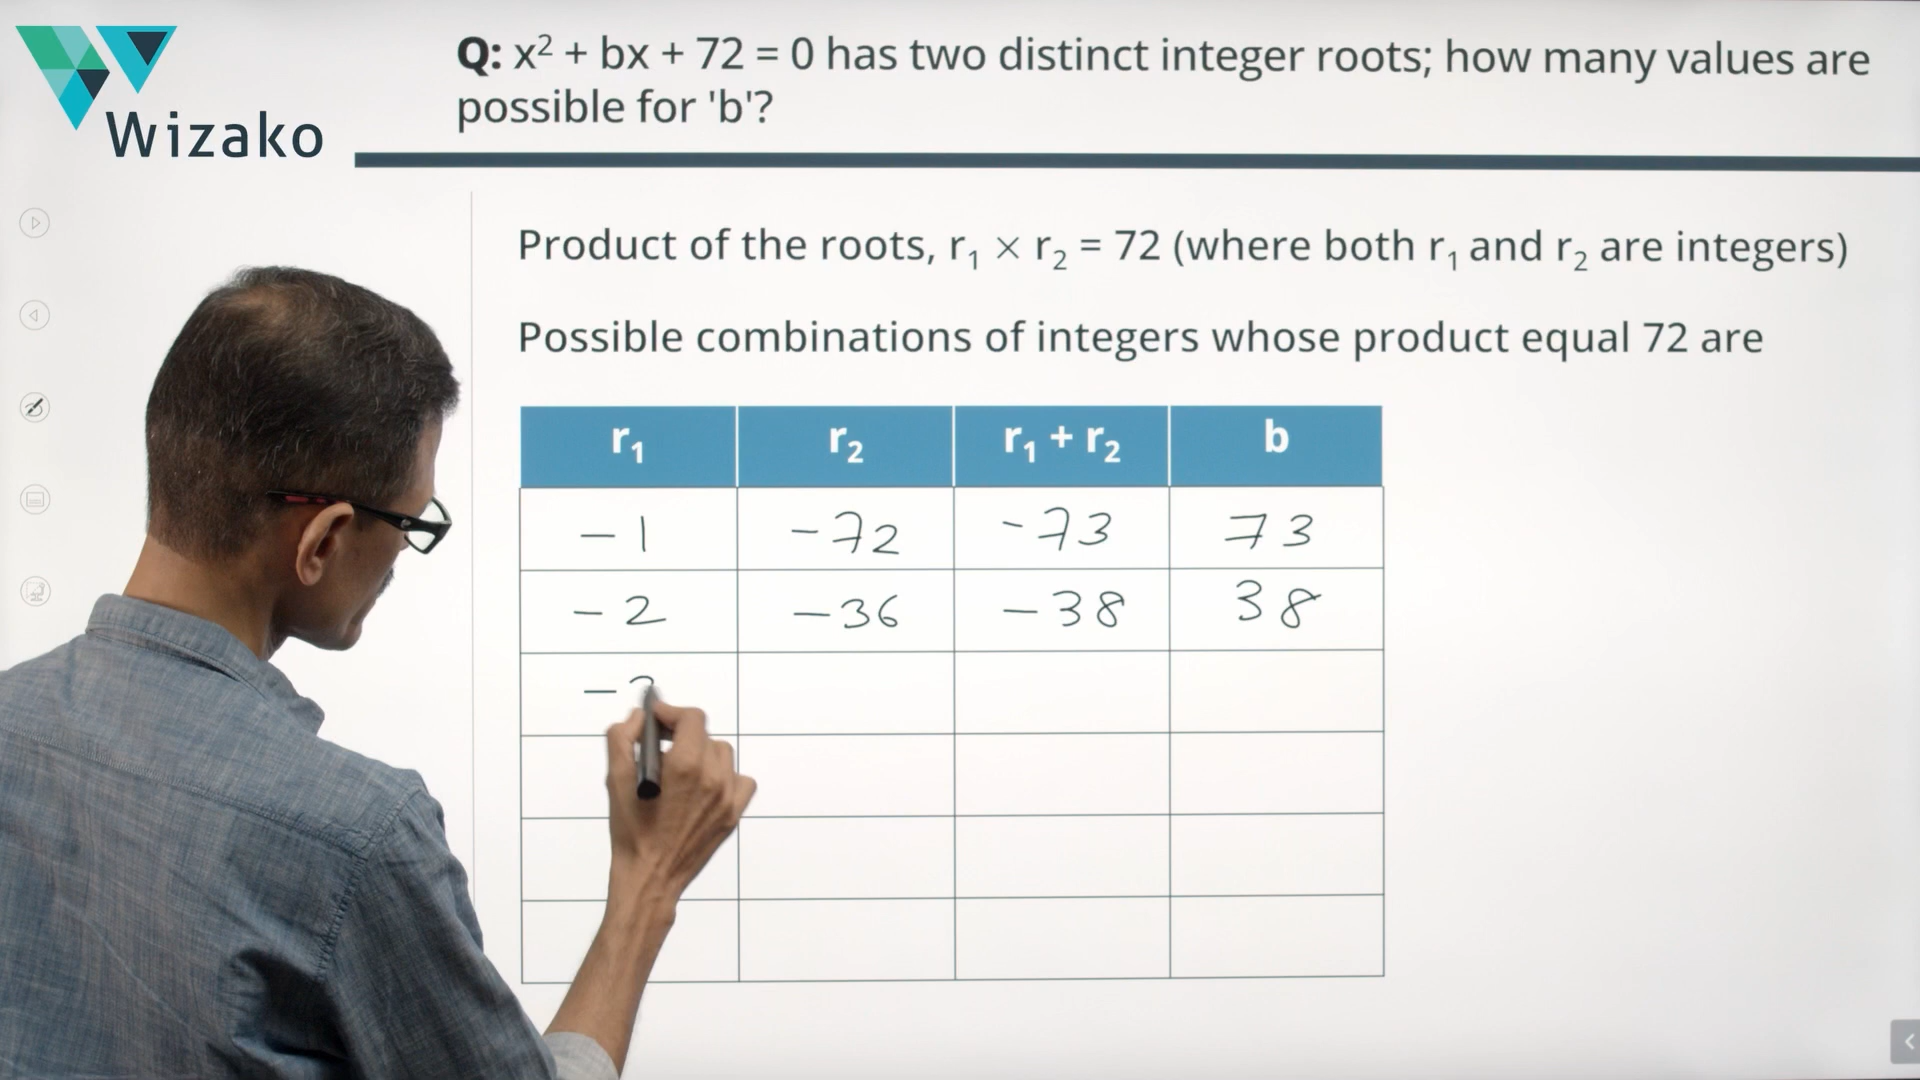 Wizako
Q: x² + bx + 72 = 0 has two distinct integer roots; how many values are
possible for 'b'?
Product of the roots, r₁ × r₂ = 72 (where both r₁ and r₂ are integers)
Possible combinations of integers whose product equal 72 are
r₁ r₂ r₁ + r₂ b
-1 -72 -73 73
-2 -36 -38 38